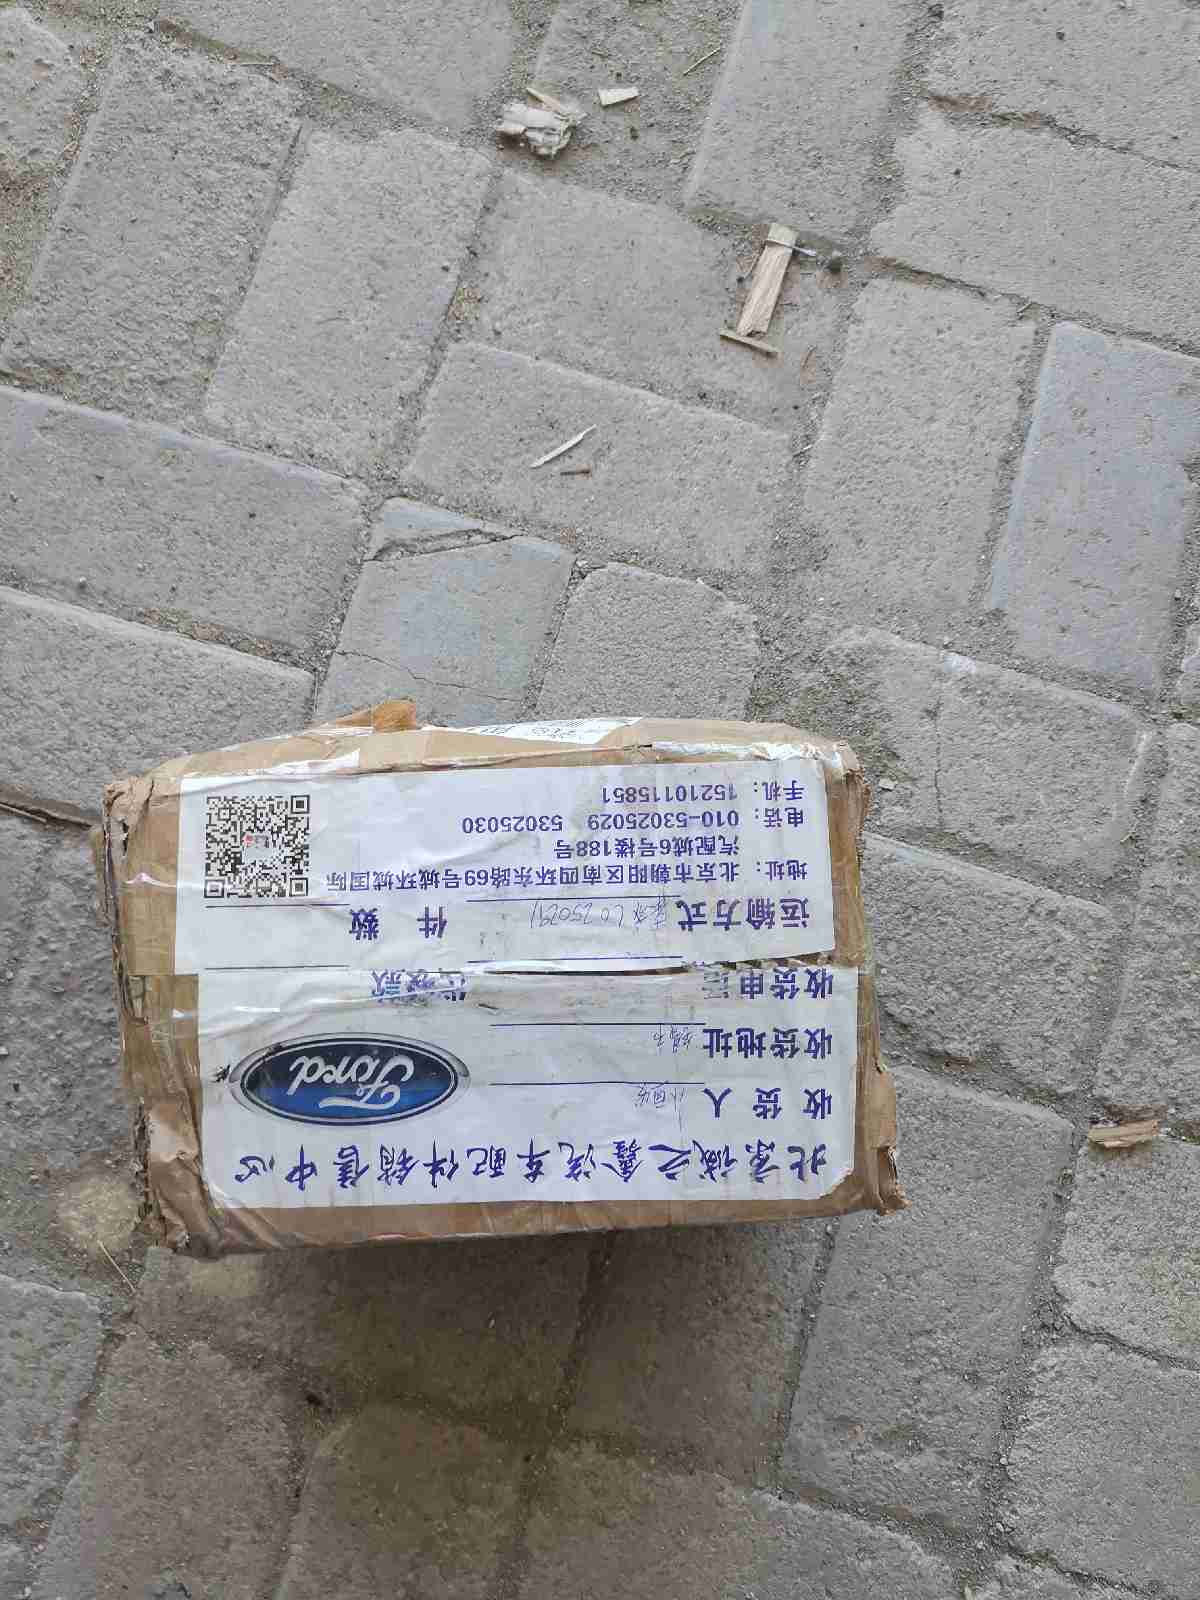 北京诚之鑫汽车配件销售中心
Ford
收货人
收货地址
收货电话 代收款
运输方式 件数
地址：北京市朝阳区南四环东路69号城环城国际
汽配城6号楼188号
电话：010-53025029 53025030
手机：15210115851